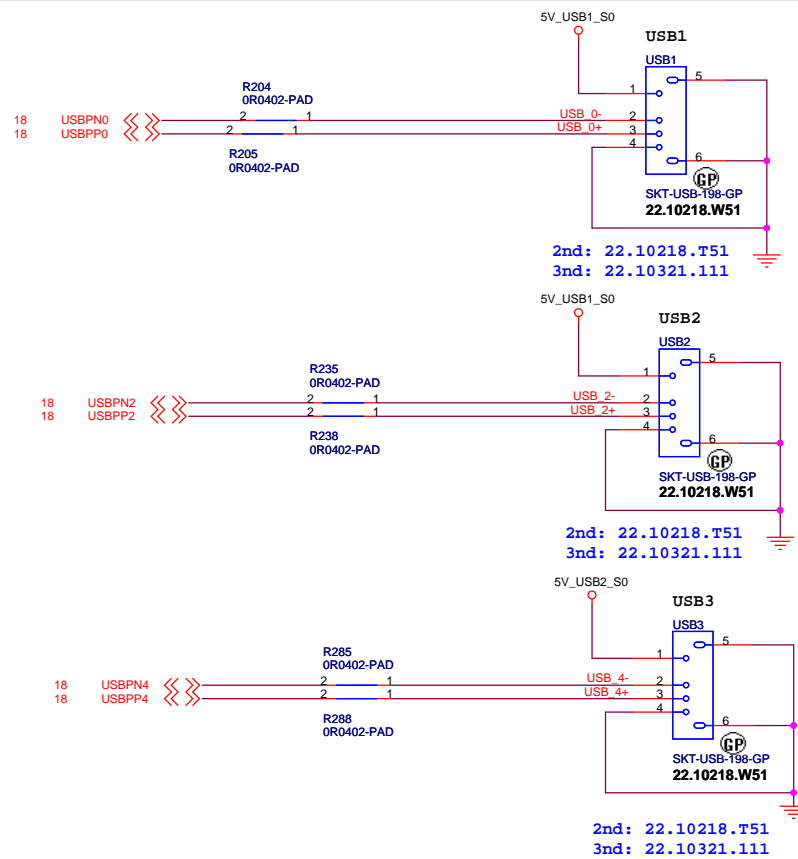 5V_USB1_S0
USB1
USB1
R204
0R0402-PAD
1
5
18 USBPN0 2 1 USB_0- 2
18 USBPP0 2 1 USB_0+ 3
4
R205
0R0402-PAD
6
GP
SKT-USB-198-GP
22.10218.W51
2nd: 22.10218.T51
3nd: 22.10321.111
5V_USB1_S0
USB2
USB2
R235
0R0402-PAD
1
5
18 USBPN2 2 1 USB_2- 2
18 USBPP2 2 1 USB_2+ 3
4
R238
0R0402-PAD
6
GP
SKT-USB-198-GP
22.10218.W51
2nd: 22.10218.T51
3nd: 22.10321.111
5V_USB2_S0
USB3
USB3
R285
0R0402-PAD
1
5
18 USBPN4 2 1 USB_4- 2
18 USBPP4 2 1 USB_4+ 3
4
R288
0R0402-PAD
6
GP
SKT-USB-198-GP
22.10218.W51
2nd: 22.10218.T51
3nd: 22.10321.111